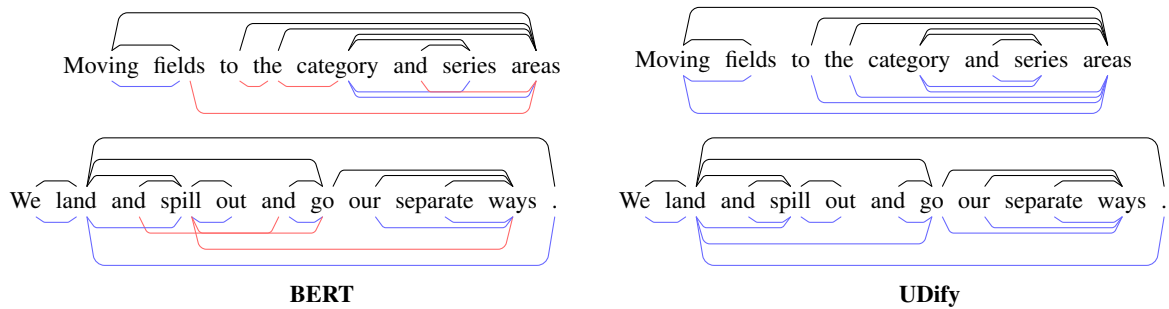 Moving fields to the category and series areas
Moving fields to the category and series areas
We land and spill out and go our separate ways .
We land and spill out and go our separate ways .
BERT
UDify